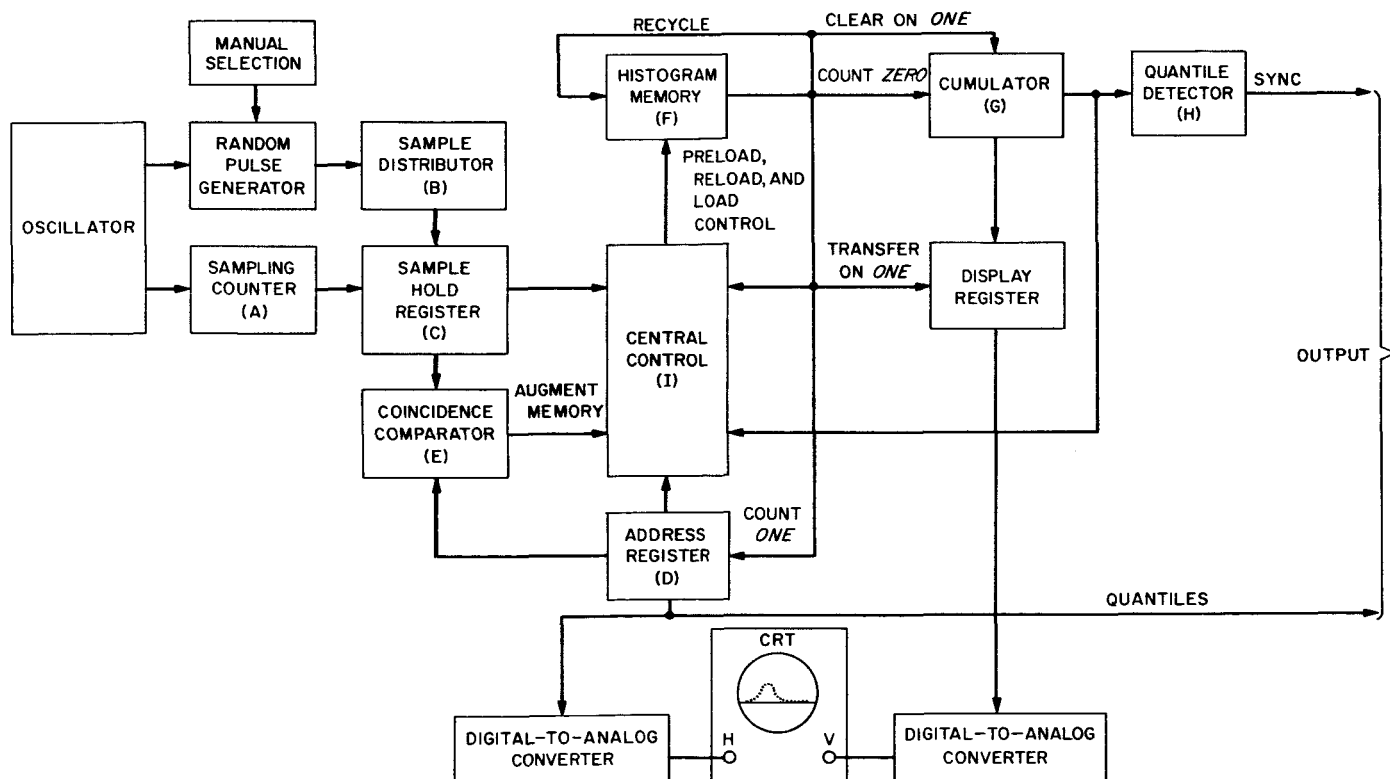 RECYCLE
CLEAR ON ONE
MANUAL
SELECTION
HISTOGRAM
MEMORY
(F)
COUNT ZERO
CUMULATOR
(G)
QUANTILE
DETECTOR
(H)
SYNC
OSCILLATOR
RANDOM
PULSE
GENERATOR
SAMPLE
DISTRIBUTOR
(B)
PRELOAD,
RELOAD, AND
LOAD
CONTROL
SAMPLING
COUNTER
(A)
SAMPLE
HOLD
REGISTER
(C)
TRANSFER
ON ONE
DISPLAY
REGISTER
CENTRAL
CONTROL
(I)
OUTPUT
COINCIDENCE
COMPARATOR
(E)
AUGMENT
MEMORY
ADDRESS
REGISTER
(D)
COUNT
ONE
QUANTILES
CRT
DIGITAL-TO-ANALOG
CONVERTER
H
V
DIGITAL-TO-ANALOG
CONVERTER